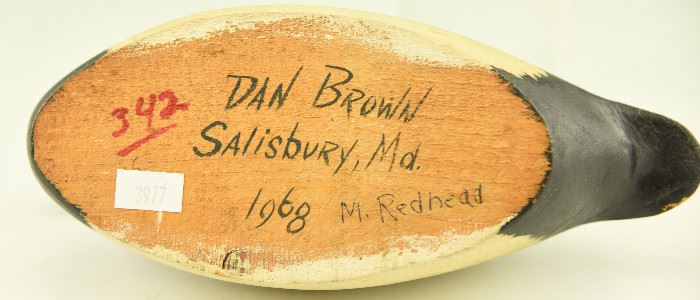 342
DAN BROWN
Salisbury, Md.
3977
1968 M. Redhead